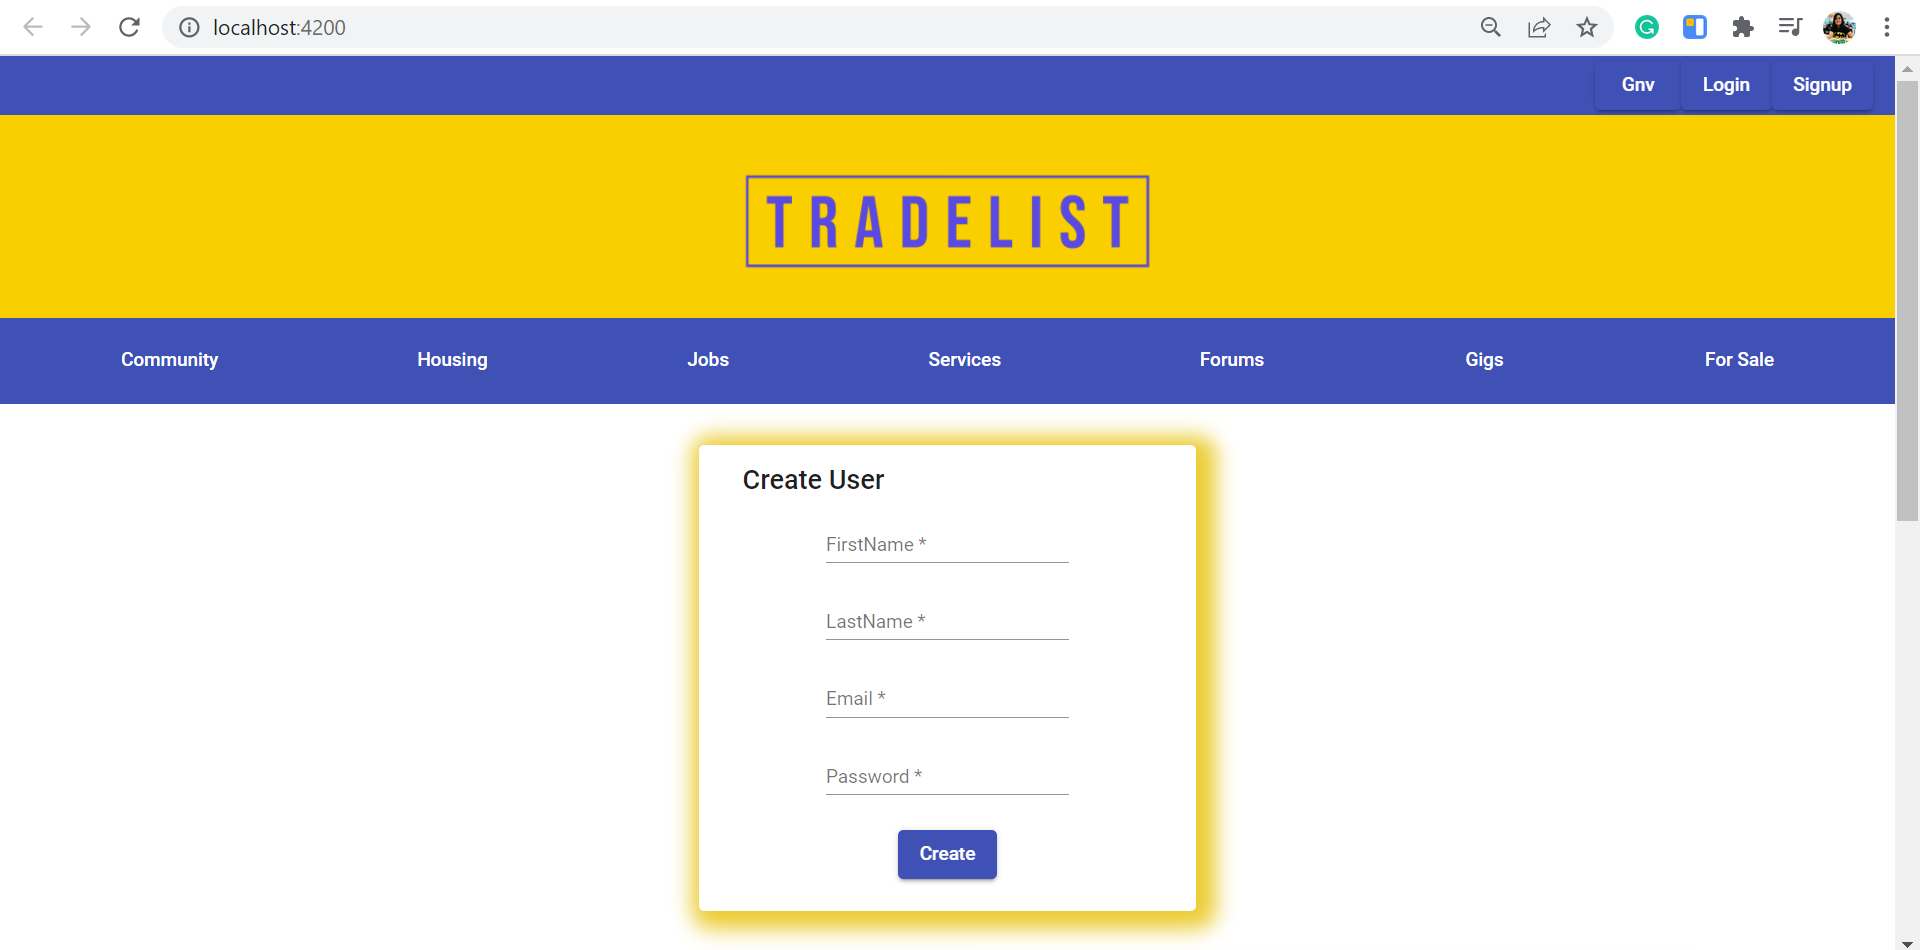 localhost:4200
Gnv Login Signup
TRADELIST
Community Housing Jobs Services Forums Gigs For Sale
Create User
FirstName *
LastName *
Email *
Password *
Create